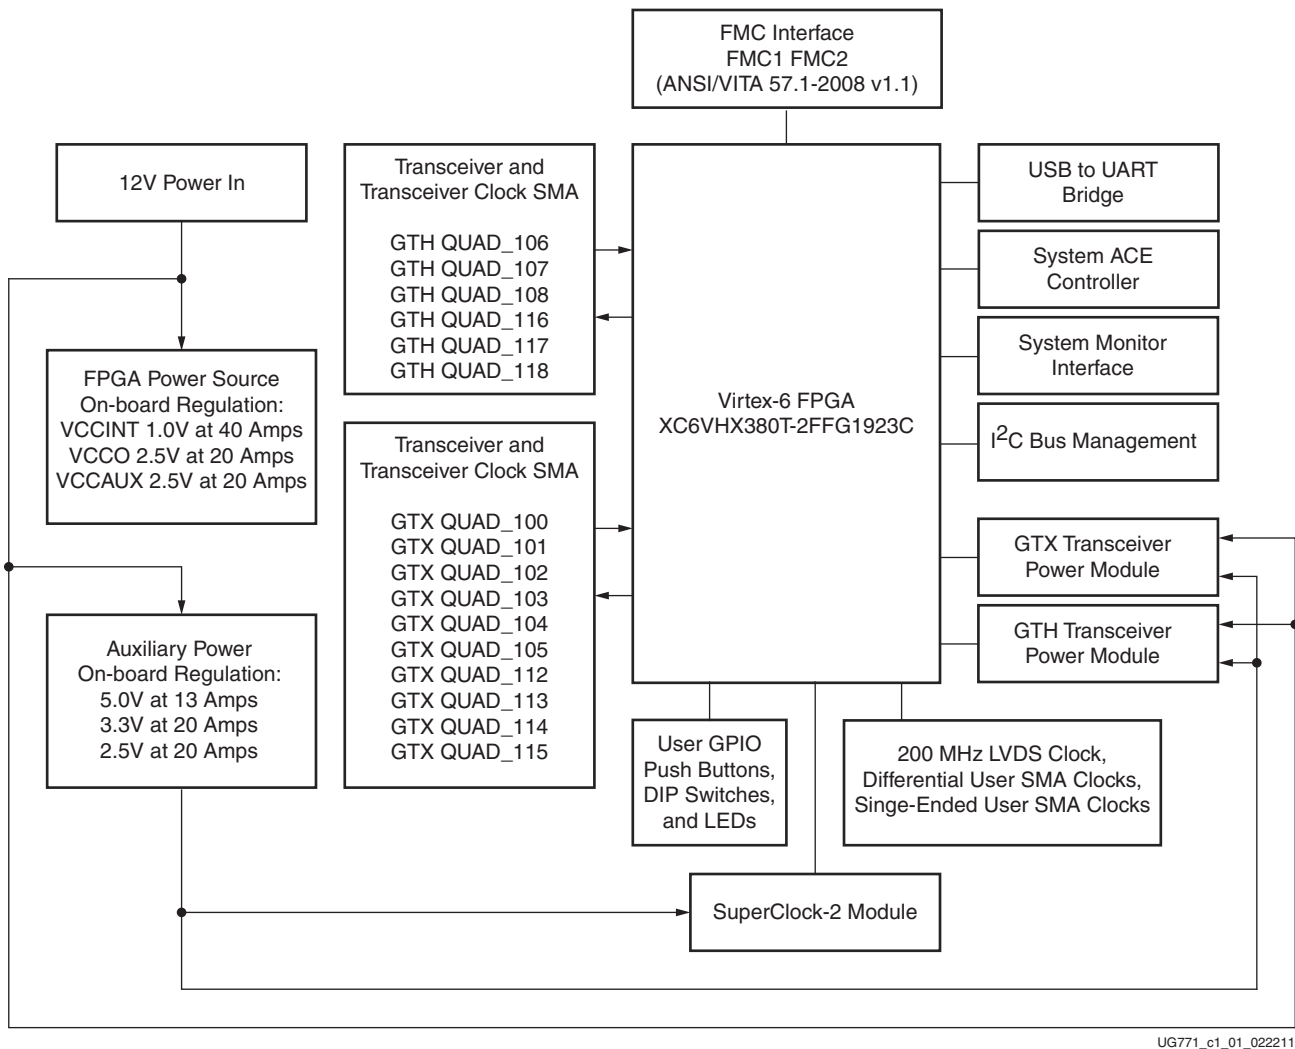 FMC Interface
FMC1 FMC2
(ANSI/VITA 57.1-2008 v1.1)
12V Power In
Transceiver and
Transceiver Clock SMA
GTH QUAD_106
GTH QUAD_107
GTH QUAD_108
GTH QUAD_116
GTH QUAD_117
GTH QUAD_118
USB to UART
Bridge
System ACE
Controller
System Monitor
Interface
I2C Bus Management
Virtex-6 FPGA
XC6VHX380T-2FFG1923C
FPGA Power Source
On-board Regulation:
VCCINT 1.0V at 40 Amps
VCCO 2.5V at 20 Amps
VCCAUX 2.5V at 20 Amps
Transceiver and
Transceiver Clock SMA
GTX QUAD_100
GTX QUAD_101
GTX QUAD_102
GTX QUAD_103
GTX QUAD_104
GTX QUAD_105
GTX QUAD_112
GTX QUAD_113
GTX QUAD_114
GTX QUAD_115
GTX Transceiver
Power Module
GTH Transceiver
Power Module
Auxiliary Power
On-board Regulation:
5.0V at 13 Amps
3.3V at 20 Amps
2.5V at 20 Amps
User GPIO
Push Buttons,
DIP Switches,
and LEDs
200 MHz LVDS Clock,
Differential User SMA Clocks,
Singe-Ended User SMA Clocks
SuperClock-2 Module
UG771_c1_01_022211